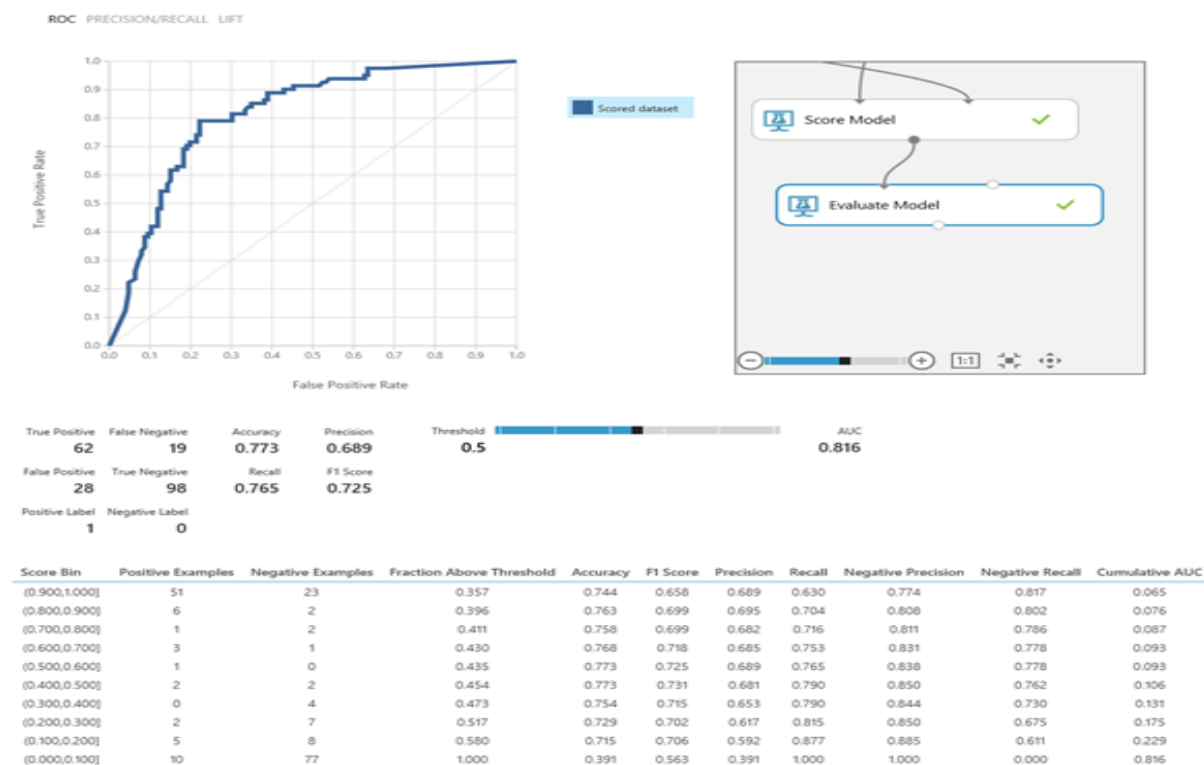 ROC PRECISION/RECALL LIFT
1.0
0.9
0.8
0.7
0.6
0.5
0.4
0.3
0.2
0.1
0.0
True Positive Rate
0.0 0.1 0.2 0.3 0.4 0.5 0.6 0.7 0.8 0.9 1.0
False Positive Rate
Scored dataset
Score Model
Evaluate Model
1:1
True Positive False Negative Accuracy Precision Threshold AUC
62 19 0.773 0.689 0.5 0.816
False Positive True Negative Recall F1 Score
28 98 0.765 0.725
Positive Label Negative Label
1 0
Score Bin Positive Examples Negative Examples Fraction Above Threshold Accuracy F1 Score Precision Recall Negative Precision Negative Recall Cumulative AUC
(0.900,1.000] 51 23 0.357 0.744 0.658 0.689 0.630 0.774 0.817 0.065
(0.800,0.900] 6 2 0.396 0.763 0.699 0.695 0.704 0.808 0.802 0.076
(0.700,0.800] 1 2 0.411 0.758 0.699 0.682 0.716 0.811 0.786 0.087
(0.600,0.700] 3 1 0.430 0.768 0.718 0.685 0.753 0.831 0.778 0.093
(0.500,0.600] 1 0 0.435 0.773 0.725 0.689 0.765 0.838 0.778 0.093
(0.400,0.500] 2 2 0.454 0.773 0.731 0.681 0.790 0.850 0.762 0.106
(0.300,0.400] 0 4 0.473 0.754 0.715 0.653 0.790 0.844 0.730 0.131
(0.200,0.300] 2 7 0.517 0.729 0.702 0.617 0.815 0.850 0.675 0.175
(0.100,0.200] 5 8 0.580 0.715 0.706 0.592 0.877 0.885 0.611 0.229
(0.000,0.100] 10 77 1.000 0.391 0.563 0.391 1.000 1.000 0.000 0.816